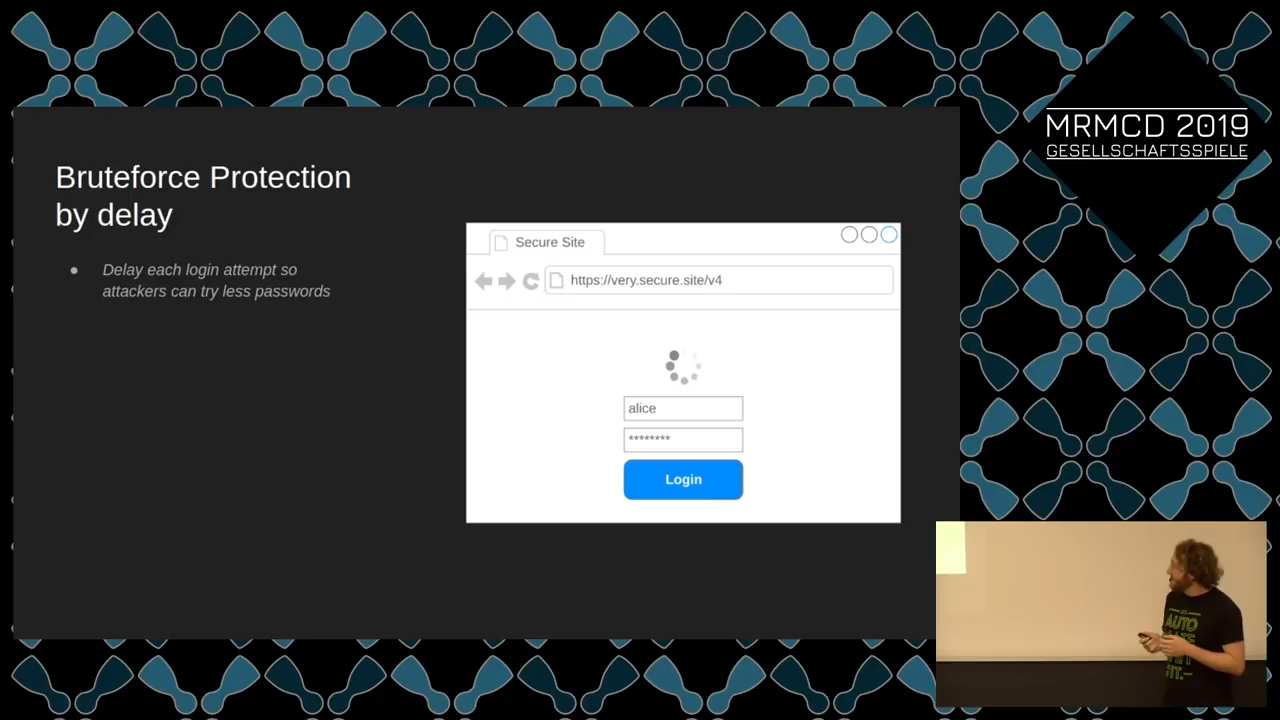 MRMCD 2019
GESELLSCHAFTSSPIELE
Bruteforce Protection
by delay
Delay each login attempt so
attackers can try less passwords
Secure Site
https://very.secure.site/v4
alice
********
Login
AUTO